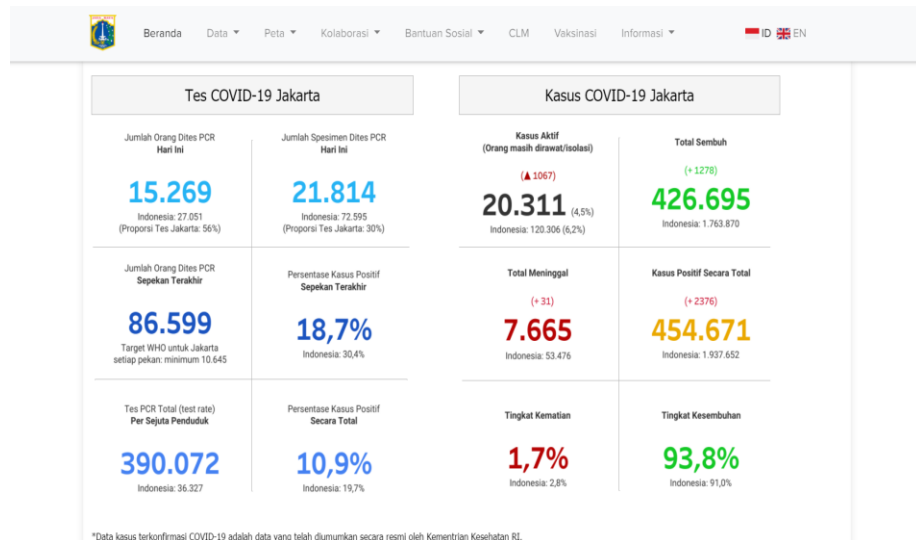 Beranda
Data
Peta
Kolaborasi
Bantuan Sosial
CLM
Vaksinasi
Informasi
ID
EN
Tes COVID-19 Jakarta
Jumlah Orang Dites PCR
Hari Ini
15.269
Indonesia: 27.051
(Proporsi Tes Jakarta: 56%)
Jumlah Spesimen Dites PCR
Hari Ini
21.814
Indonesia: 72.595
(Proporsi Tes Jakarta: 30%)
Jumlah Orang Dites PCR
Sepekan Terakhir
86.599
Target WHO untuk Jakarta
setiap pekan: minimum 10.645
Persentase Kasus Positif
Sepekan Terakhir
18,7%
Indonesia: 30,4%
Tes PCR Total (test rate)
Per Sejuta Penduduk
390.072
Indonesia: 36.327
Persentase Kasus Positif
Secara Total
10,9%
Indonesia: 19,7%
Kasus COVID-19 Jakarta
Kasus Aktif
(Orang masih dirawat/isolasi)
(▲ 1067)
20.311 (4,5%)
Indonesia: 120.306 (6,2%)
Total Sembuh
(+ 1278)
426.695
Indonesia: 1.763.870
Total Meninggal
(+ 31)
7.665
Indonesia: 53.476
Kasus Positif Secara Total
(+ 2376)
454.671
Indonesia: 1.937.652
Tingkat Kematian
1,7%
Indonesia: 2,8%
Tingkat Kesembuhan
93,8%
Indonesia: 91,0%
*Data kasus terkonfirmasi COVID-19 adalah data yang telah diumumkan secara resmi oleh Kementrian Kesehatan RI.